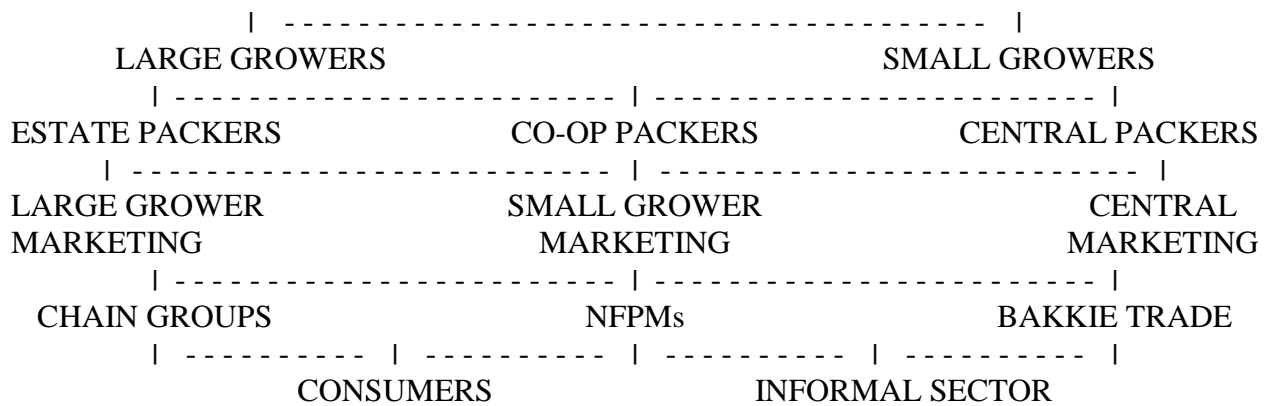 LARGE GROWERS SMALL GROWERS
ESTATE PACKERS CO-OP PACKERS CENTRAL PACKERS
LARGE GROWER SMALL GROWER CENTRAL
MARKETING MARKETING MARKETING
CHAIN GROUPS NFPMs BAKKIE TRADE
CONSUMERS INFORMAL SECTOR